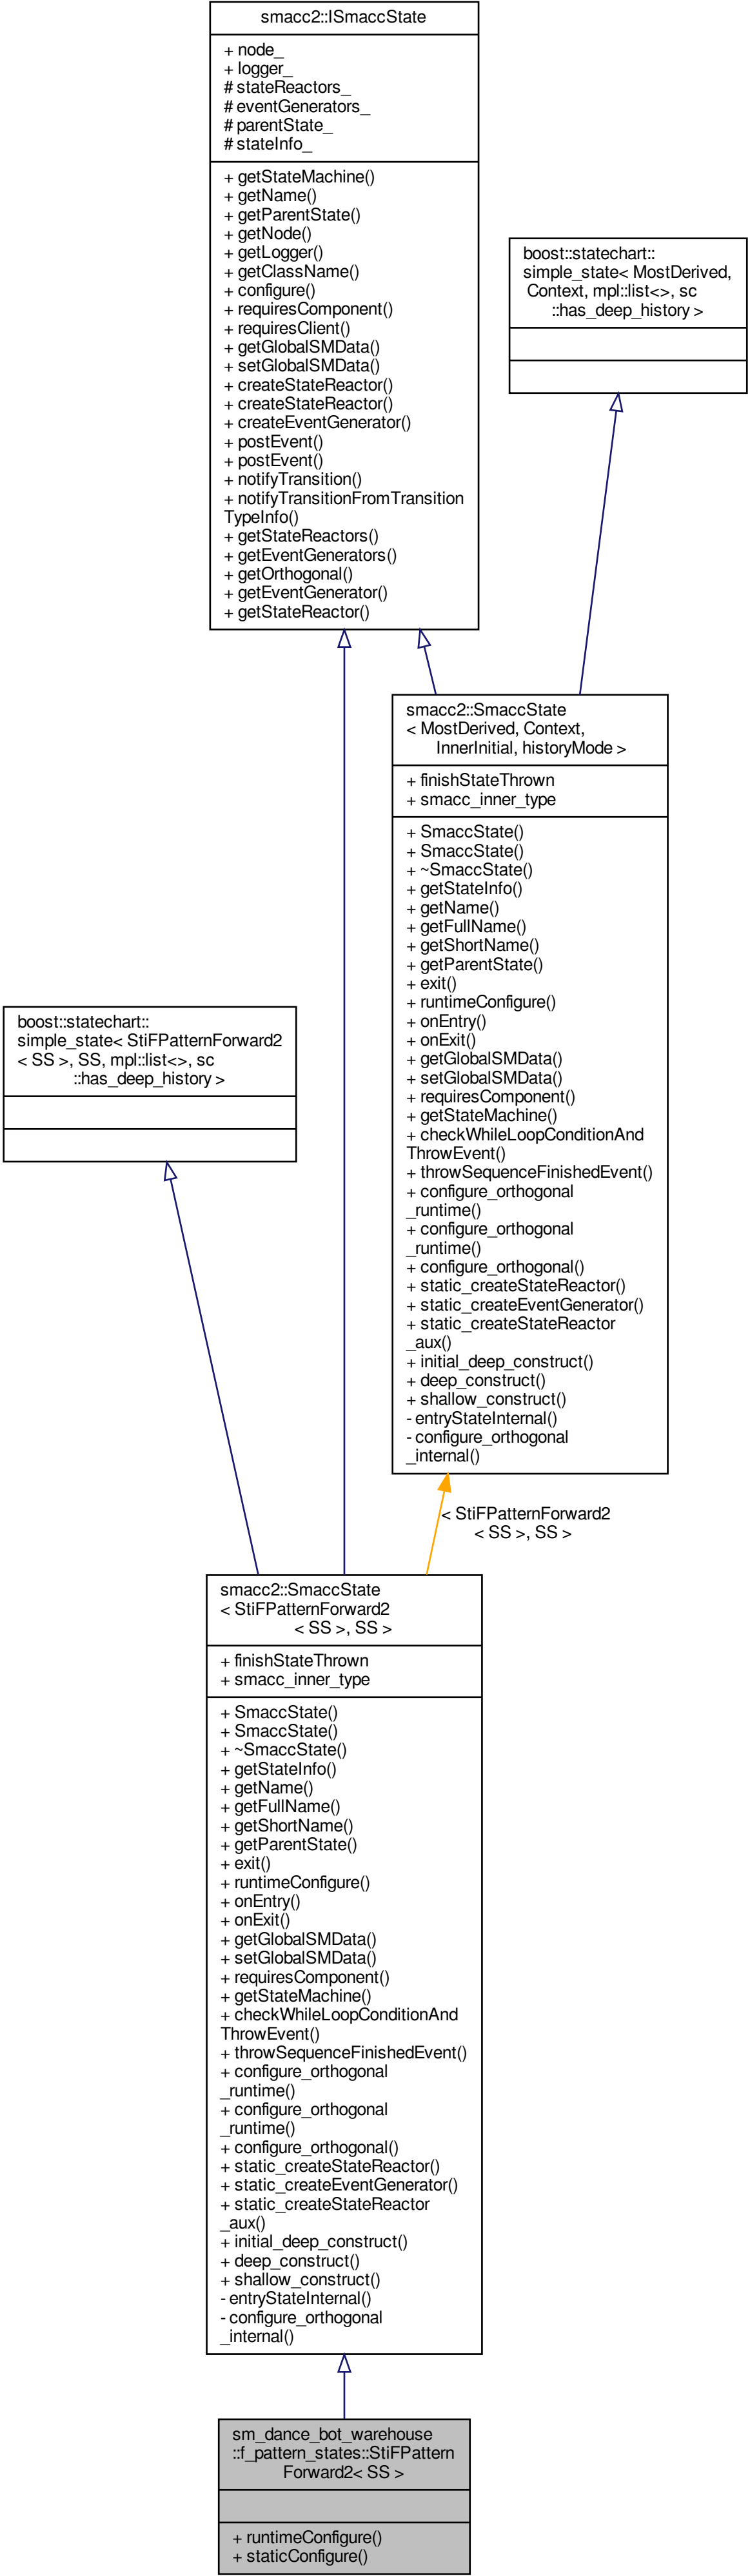 smacc2::ISmaccState
+ node_
+ logger_
# stateReactors_
# eventGenerators_
# parentState_
# stateInfo_
+ getStateMachine()
+ getName()
+ getParentState()
+ getNode()
+ getLogger()
+ getClassName()
+ configure()
+ requiresComponent()
+ requiresClient()
+ getGlobalSMData()
+ setGlobalSMData()
+ createStateReactor()
+ createStateReactor()
+ createEventGenerator()
+ postEvent()
+ postEvent()
+ notifyTransition()
+ notifyTransitionFromTransition
TypeInfo()
+ getStateReactors()
+ getEventGenerators()
+ getOrthogonal()
+ getEventGenerator()
+ getStateReactor()
boost::statechart::
simple_state< MostDerived,
Context, mpl::list<>, sc
::has_deep_history >
smacc2::SmaccState
< MostDerived, Context,
InnerInitial, historyMode >
+ finishStateThrown
+ smacc_inner_type
+ SmaccState()
+ SmaccState()
+ ~SmaccState()
+ getStateInfo()
+ getName()
+ getFullName()
+ getShortName()
+ getParentState()
+ exit()
+ runtimeConfigure()
+ onEntry()
+ onExit()
+ getGlobalSMData()
+ setGlobalSMData()
+ requiresComponent()
+ getStateMachine()
+ checkWhileLoopConditionAnd
ThrowEvent()
+ throwSequenceFinishedEvent()
+ configure_orthogonal
_runtime()
+ configure_orthogonal
_runtime()
+ configure_orthogonal()
+ static_createStateReactor()
+ static_createEventGenerator()
+ static_createStateReactor
_aux()
+ initial_deep_construct()
+ deep_construct()
+ shallow_construct()
- entryStateInternal()
- configure_orthogonal
_internal()
boost::statechart::
simple_state< StiFPatternForward2
< SS >, SS, mpl::list<>, sc
::has_deep_history >
< StiFPatternForward2
< SS >, SS >
smacc2::SmaccState
< StiFPatternForward2
< SS >, SS >
+ finishStateThrown
+ smacc_inner_type
+ SmaccState()
+ SmaccState()
+ ~SmaccState()
+ getStateInfo()
+ getName()
+ getFullName()
+ getShortName()
+ getParentState()
+ exit()
+ runtimeConfigure()
+ onEntry()
+ onExit()
+ getGlobalSMData()
+ setGlobalSMData()
+ requiresComponent()
+ getStateMachine()
+ checkWhileLoopConditionAnd
ThrowEvent()
+ throwSequenceFinishedEvent()
+ configure_orthogonal
_runtime()
+ configure_orthogonal
_runtime()
+ configure_orthogonal()
+ static_createStateReactor()
+ static_createEventGenerator()
+ static_createStateReactor
_aux()
+ initial_deep_construct()
+ deep_construct()
+ shallow_construct()
- entryStateInternal()
- configure_orthogonal
_internal()
sm_dance_bot_warehouse
::f_pattern_states::StiFPattern
Forward2< SS >
+ runtimeConfigure()
+ staticConfigure()